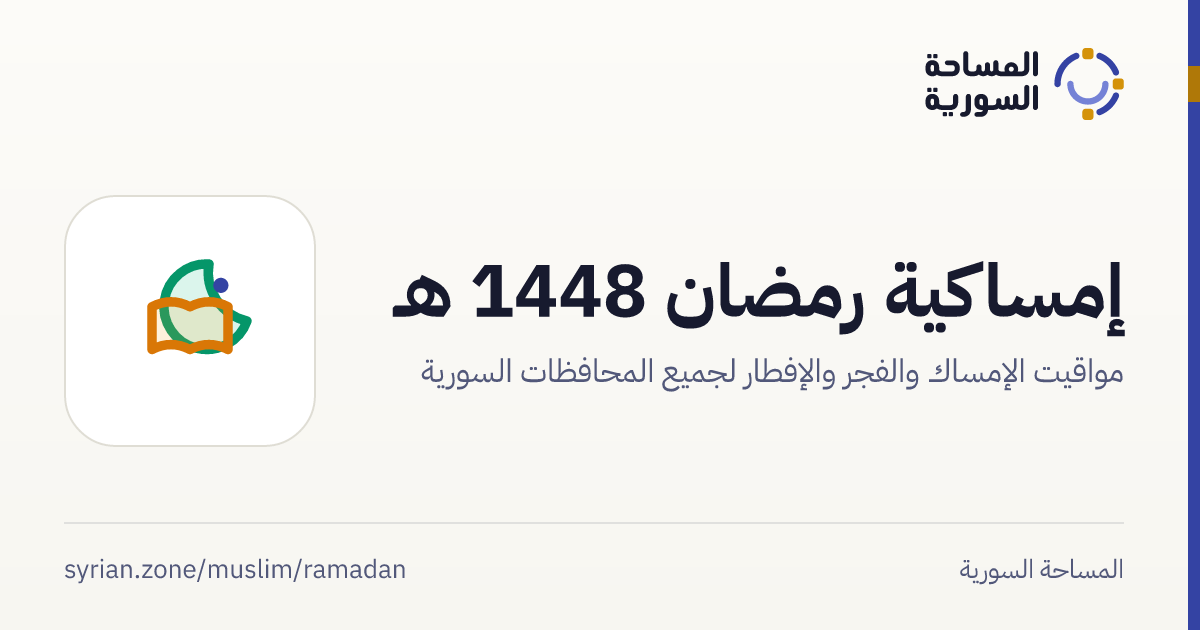 المساحة
السورية
إمساكية رمضان 1448 هـ
مواقيت الإمساك والفجر والإفطار لجميع المحافظات السورية
المساحة السورية
syrian.zone/muslim/ramadan